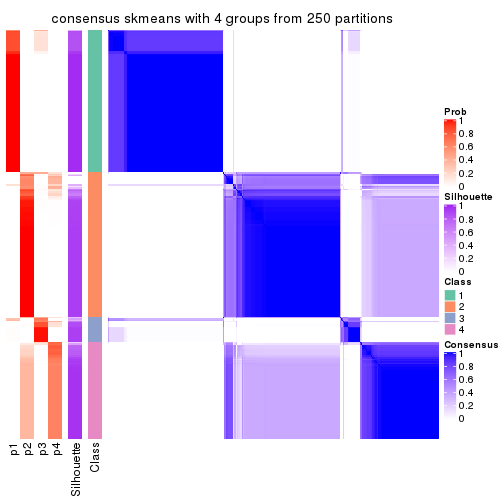 consensus skmeans with 4 groups from 250 partitions
Prob
1
0.8
0.6
0.4
0.2
0
Silhouette
1
0.8
0.6
0.4
0.2
0
Class
1
2
3
4
Consensus
1
0.8
0.6
0.4
0.2
0
p1
p2
p3
p4
Silhouette
Class